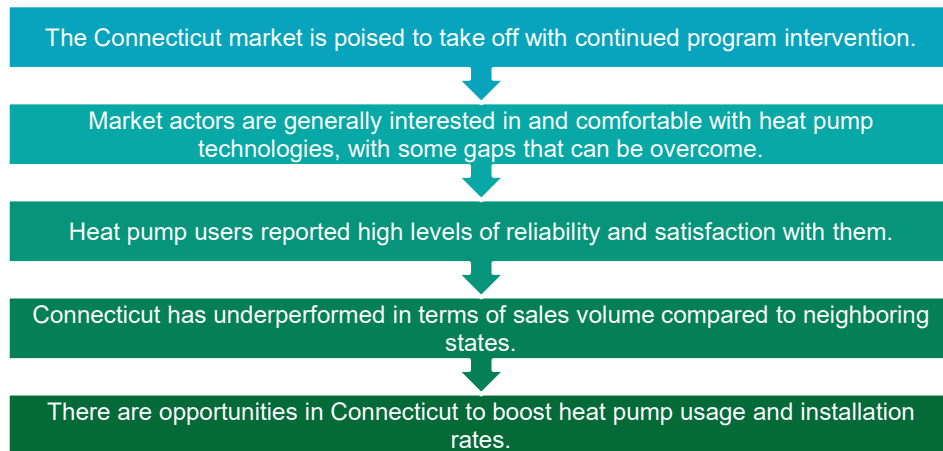 The Connecticut market is poised to take off with continued program intervention.
Market actors are generally interested in and comfortable with heat pump
technologies, with some gaps that can be overcome.
Heat pump users reported high levels of reliability and satisfaction with them.
Connecticut has underperformed in terms of sales volume compared to neighboring
states.
There are opportunities in Connecticut to boost heat pump usage and installation
rates.